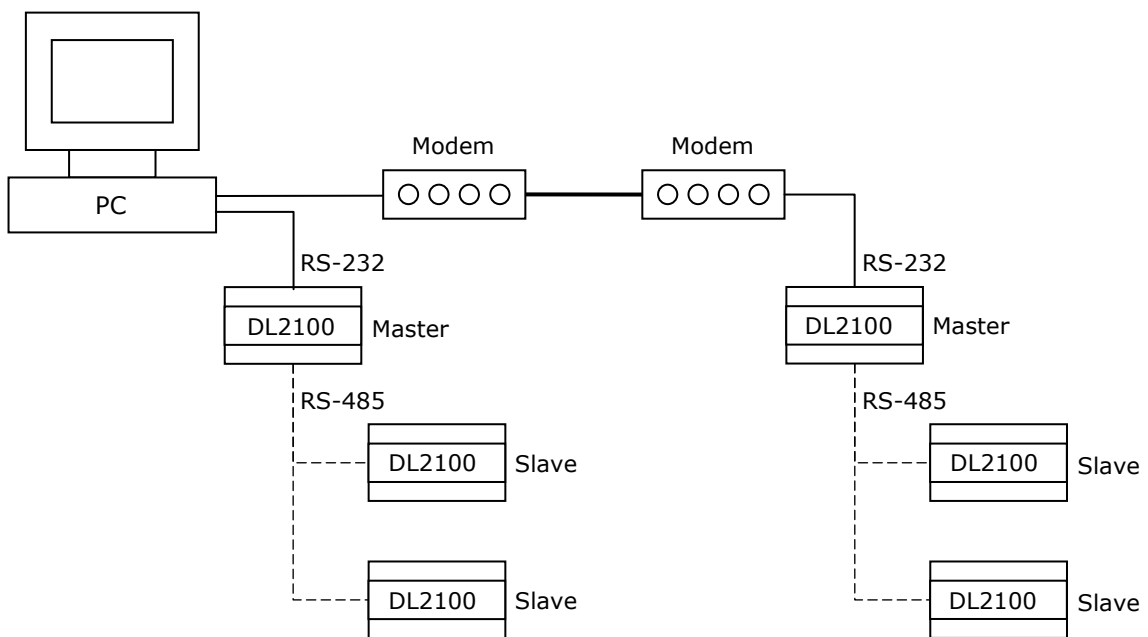 Modem
Modem
PC
RS-232
RS-232
DL2100
Master
DL2100
Master
RS-485
RS-485
DL2100
Slave
DL2100
Slave
DL2100
Slave
DL2100
Slave